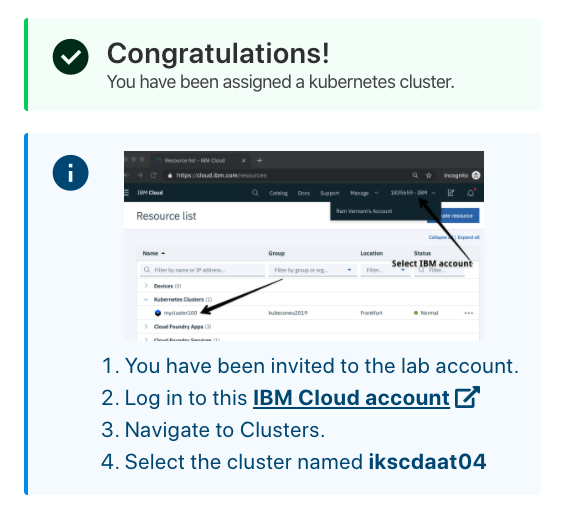 Congratulations!
You have been assigned a kubernetes cluster.
Resource list - IBM Cloud
https://cloud.ibm.com/resources
Incognito
IBM Cloud
Catalog Docs Support Manage 1835659 - IBM
Ram Vennam's Account
Resource list
Create resource
Collapse all | Expand all
Name Group Location Status
Select IBM account
Filter by name or IP address... Filter by group or org... Filter... Filter...
Devices (0)
Kubernetes Clusters (1)
mycluster100 kubeconeu2019 Frankfurt Normal
Cloud Foundry Apps (3)
Cloud Foundry Services (1)
1. You have been invited to the lab account.
2. Log in to this IBM Cloud account
3. Navigate to Clusters.
4. Select the cluster named ikscdaat04